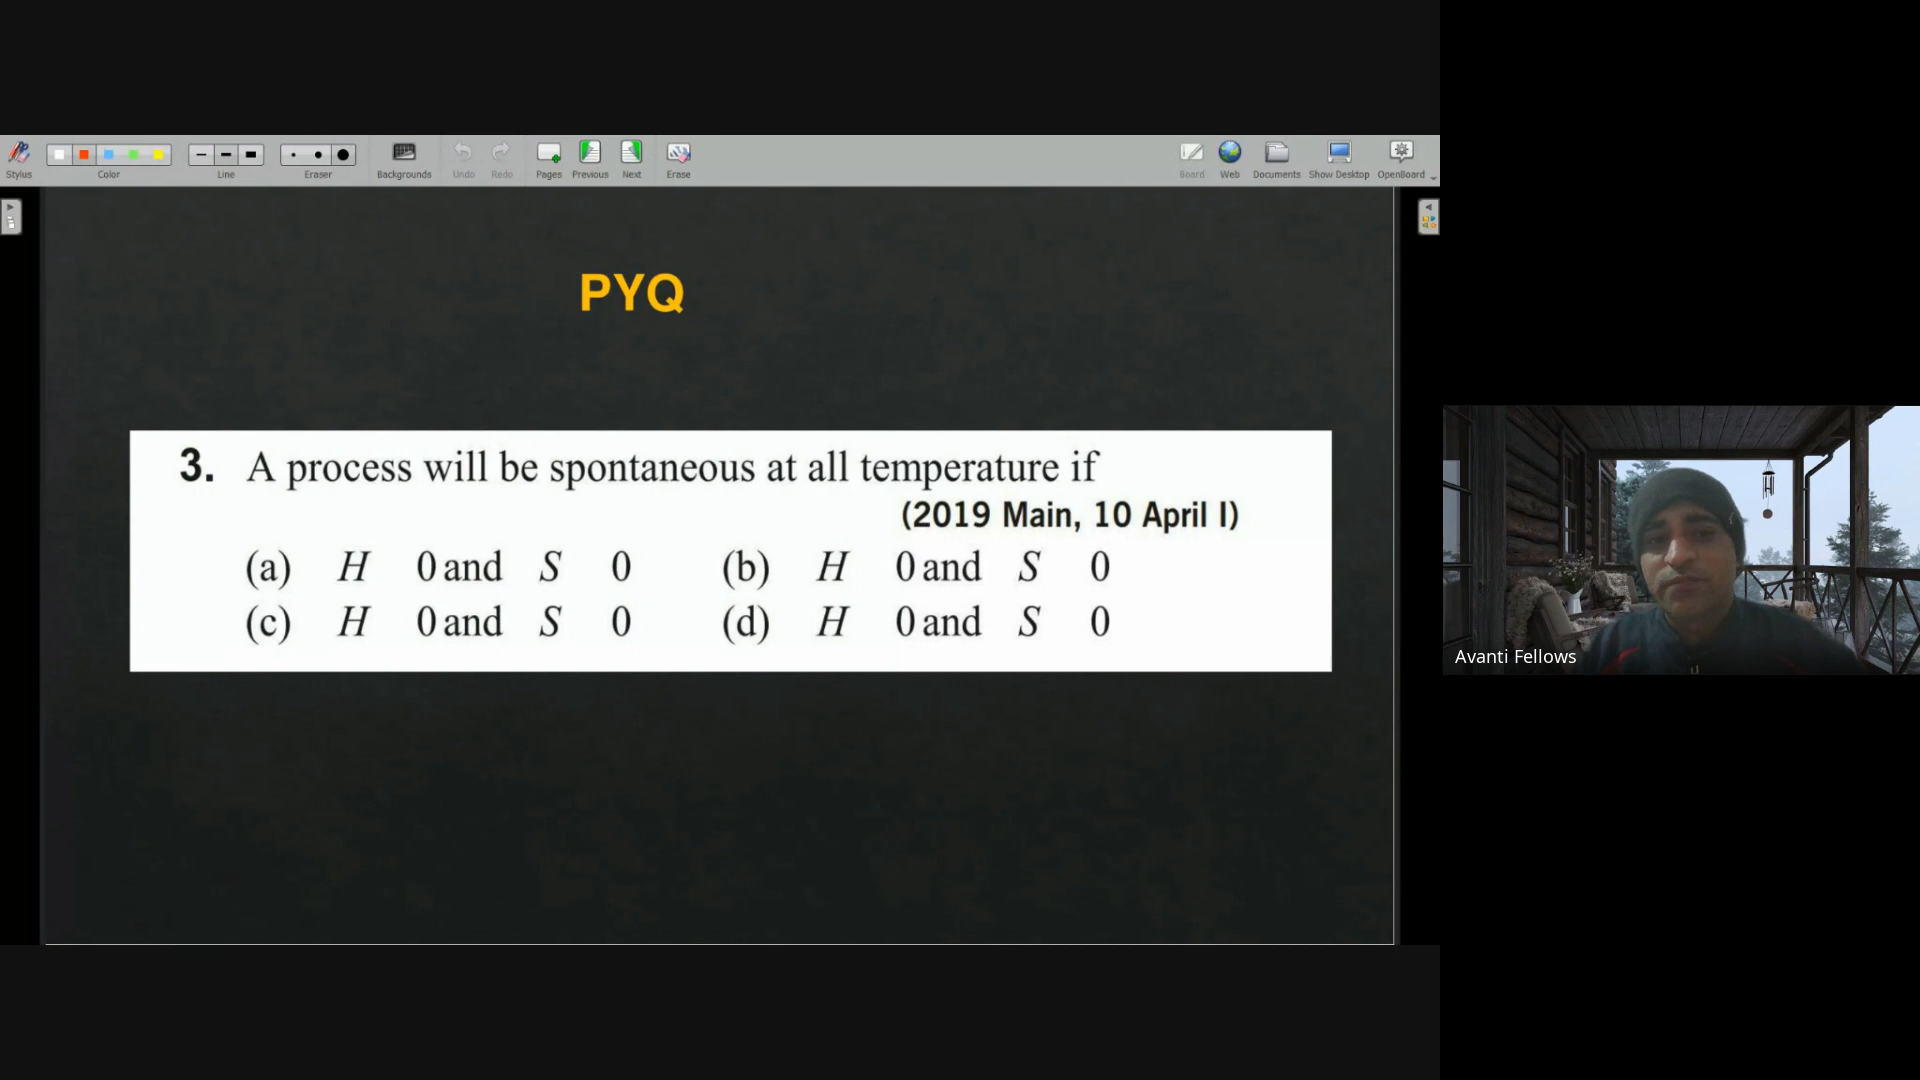 Stylus Color Line Eraser Backgrounds Undo Redo Pages Previous Next Erase Board Web Documents Show Desktop OpenBoard
PYQ
3. A process will be spontaneous at all temperature if
(2019 Main, 10 April I)
(a) H 0 and S 0 (b) H 0 and S 0
(c) H 0 and S 0 (d) H 0 and S 0
Avanti Fellows